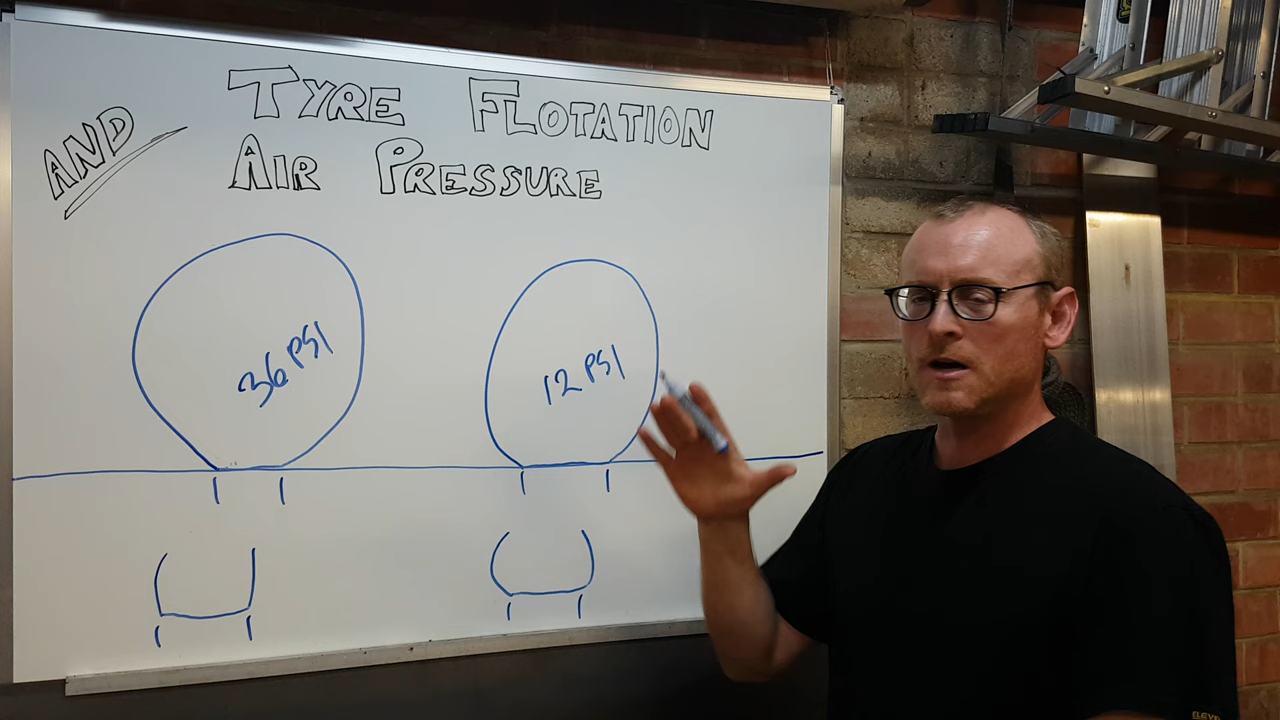 TYRE FLOTATION
AND AIR PRESSURE
36 PSI
12 PSI